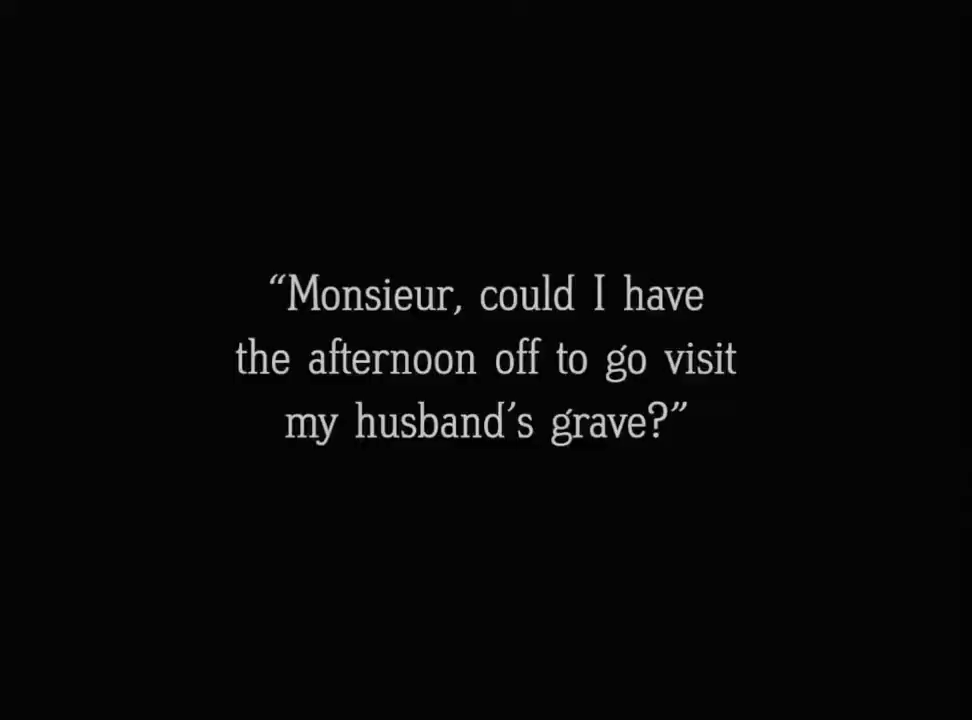 “Monsieur, could I have
the afternoon off to go visit
my husband’s grave?”